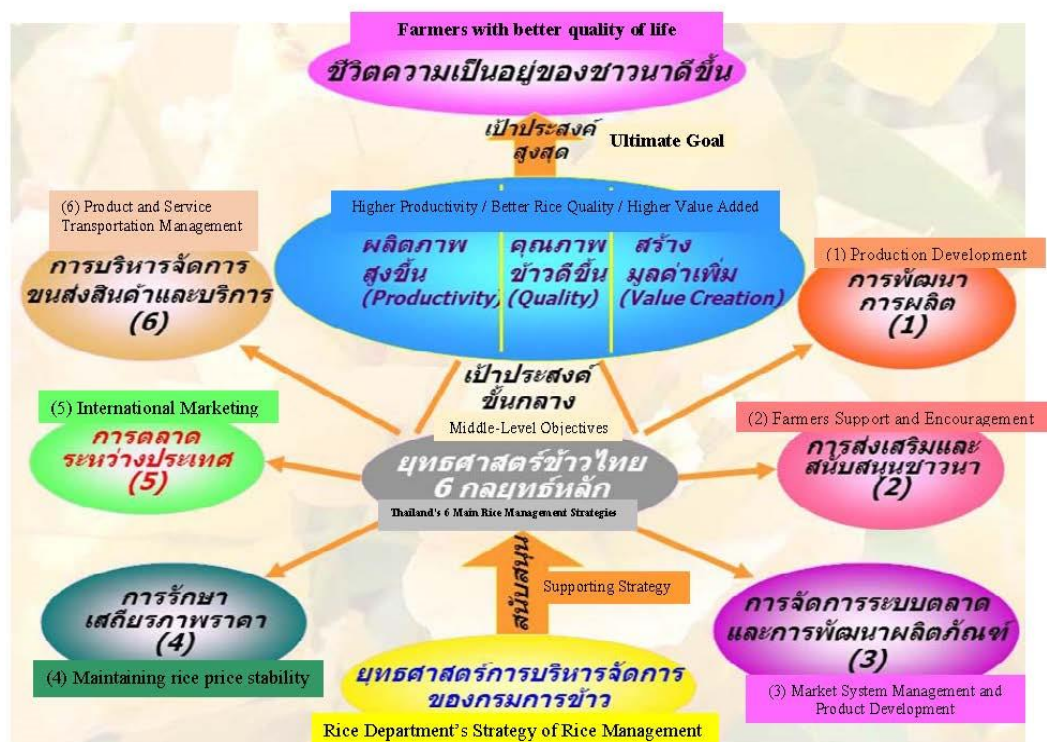 Farmers with better quality of life
ชีวิตความเป็นอยู่ของชาวนาดีขึ้น
เป้าประสงค์
สูงสุด
Ultimate Goal
Higher Productivity / Better Rice Quality / Higher Value Added
ผลิตภาพ
สูงขึ้น
(Productivity)
คุณภาพ
ข้าวดีขึ้น
(Quality)
สร้าง
มูลค่าเพิ่ม
(Value Creation)
(6) Product and Service
Transportation Management
การบริหารจัดการ
ขนส่งสินค้าและบริการ
(6)
(1) Production Development
การพัฒนา
การผลิต
(1)
เป้าประสงค์
ขั้นกลาง
Middle-Level Objectives
(5) International Marketing
การตลาด
ระหว่างประเทศ
(5)
(2) Farmers Support and Encouragement
การส่งเสริมและ
สนับสนุนชาวนา
(2)
ยุทธศาสตร์ข้าวไทย
6 กลยุทธ์หลัก
Thailand's 6 Main Rice Management Strategies
สนับสนุน
Supporting Strategy
การรักษา
เสถียรภาพราคา
(4)
(4) Maintaining rice price stability
การจัดการระบบตลาด
และการพัฒนาผลิตภัณฑ์
(3)
(3) Market System Management and
Product Development
ยุทธศาสตร์การบริหารจัดการ
ของกรมการข้าว
Rice Department's Strategy of Rice Management